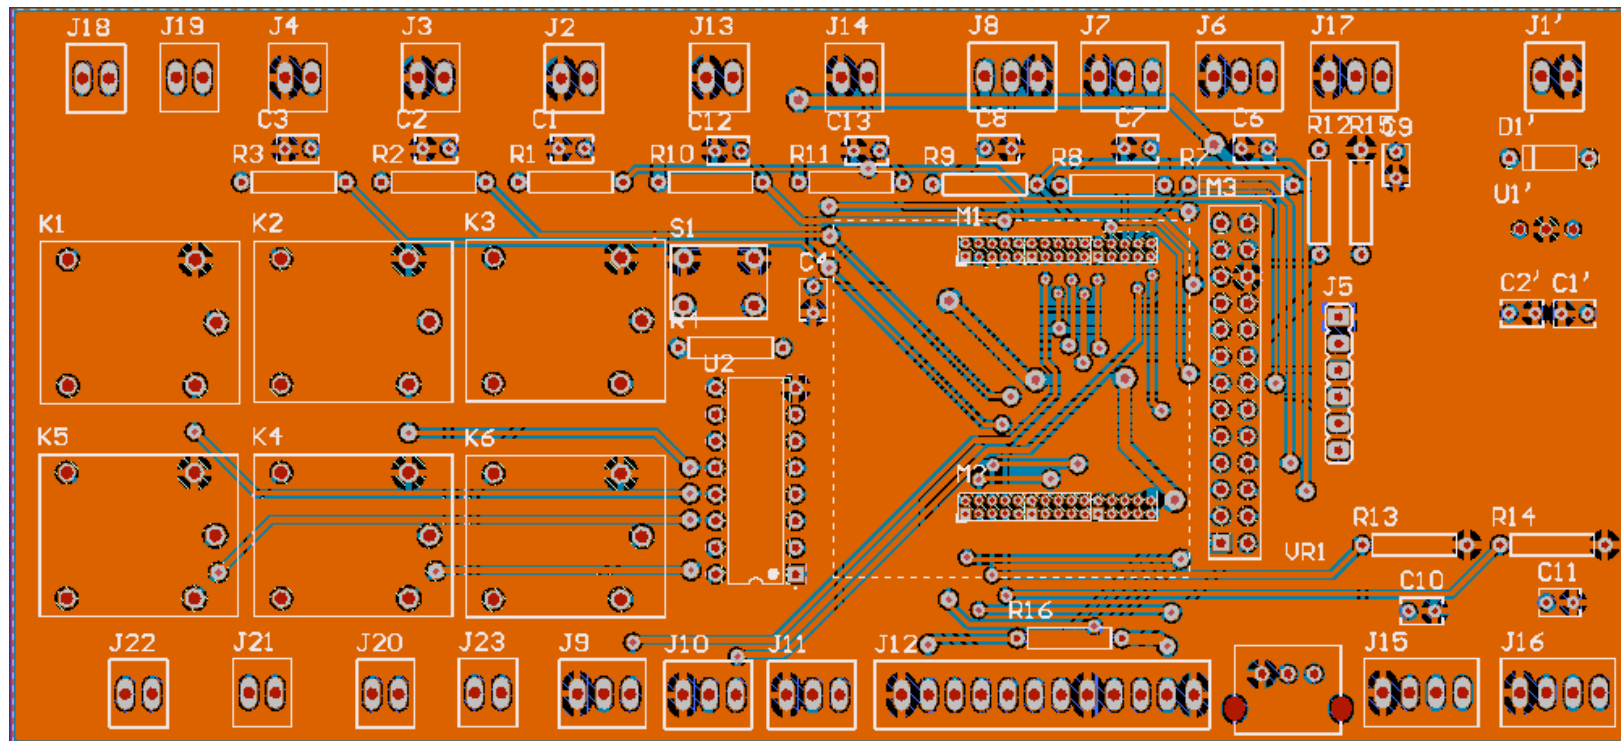 J18 J19 J4 J3 J2 J13 J14 J8 J7 J6 J17 J1'
C3 C2 C1 C12 C13 C8 C7 C6 R12 R15 C9 D1'
R3 R2 R1 R10 R11 R9 R8 R7 M3
K1 K2 K3 S1 M1 U1'
C4 J5 C2' C1'
U2
K5 K4 K6 M2
R13 R14
VR1
C10 C11
R16
J22 J21 J20 J23 J9 J10 J11 J12 J15 J16